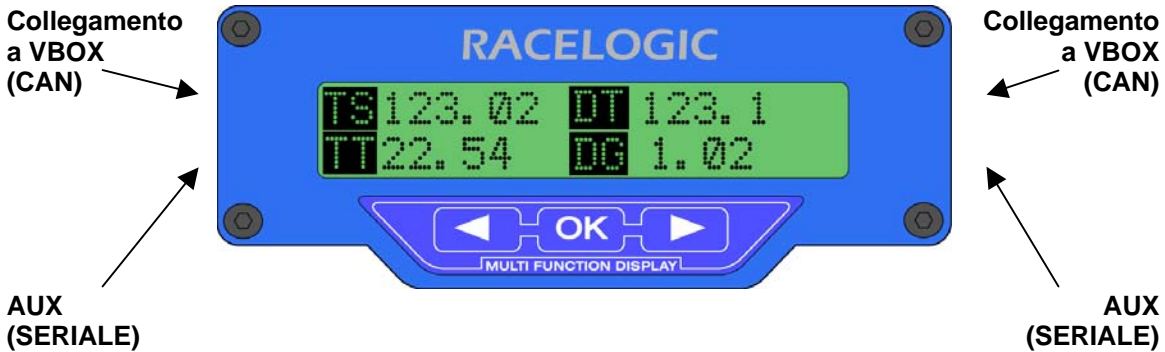 Collegamento
a VBOX
(CAN)
Collegamento
a VBOX
(CAN)
RACELOGIC
TS 123.02 DT 123.1
TT 22.54 DG 1.02
OK
MULTI FUNCTION DISPLAY
AUX
(SERIALE)
AUX
(SERIALE)